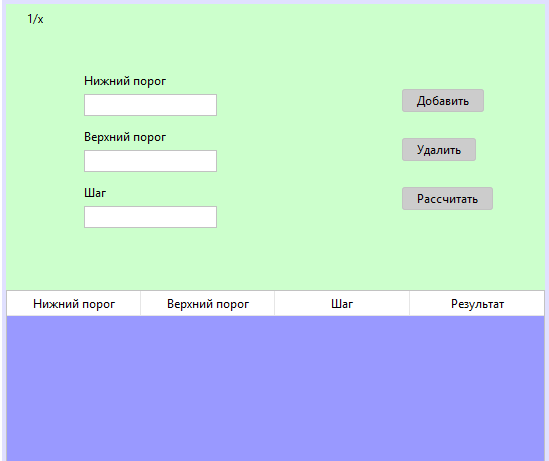 1/x
Нижний порог
Добавить
Верхний порог
Удалить
Шаг
Рассчитать
Нижний порог Верхний порог Шаг Результат